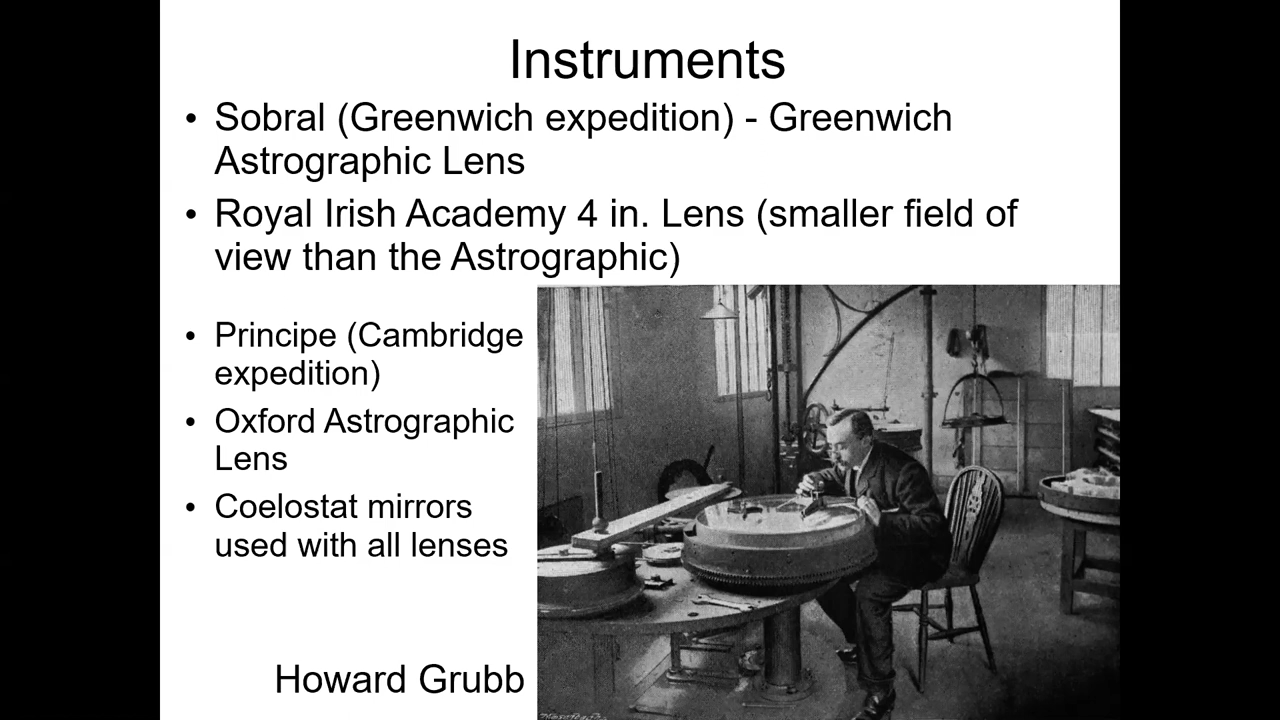 Instruments
• Sobral (Greenwich expedition) - Greenwich
Astrographic Lens
• Royal Irish Academy 4 in. Lens (smaller field of
view than the Astrographic)
• Principe (Cambridge
expedition)
• Oxford Astrographic
Lens
• Coelostat mirrors
used with all lenses
Howard Grubb